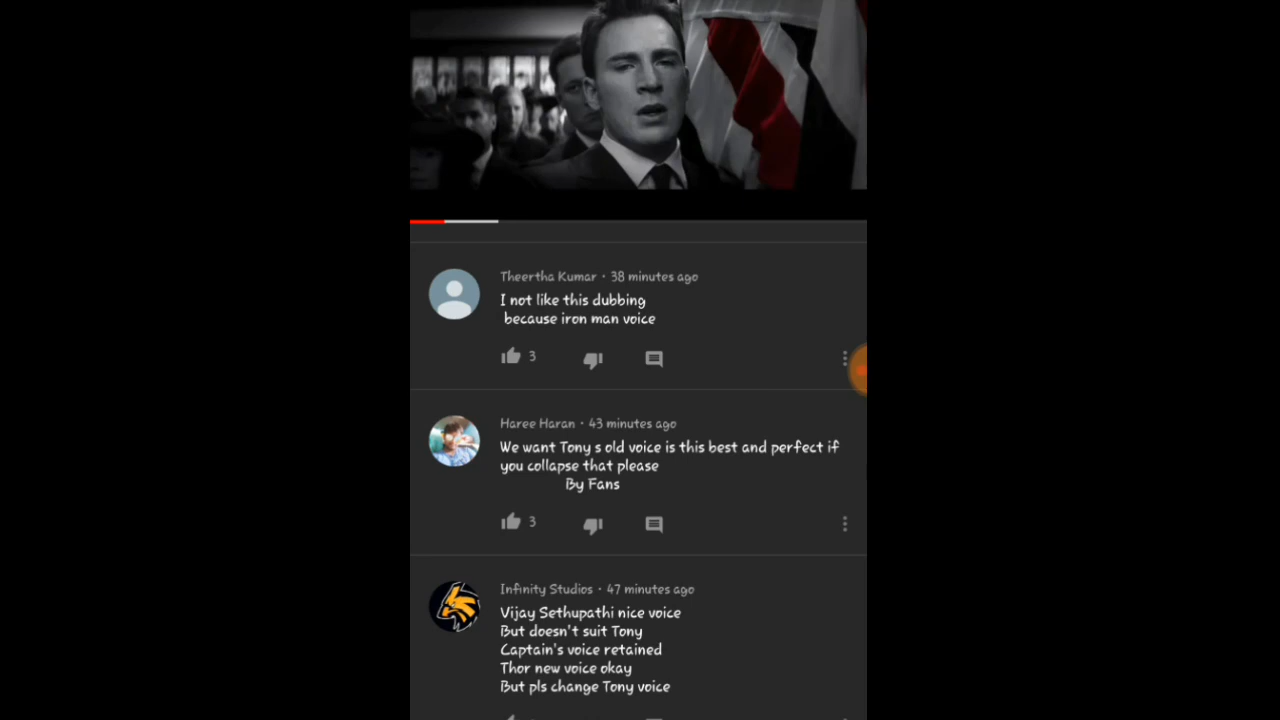 Theertha Kumar · 38 minutes ago
I not like this dubbing
because iron man voice
3
Haree Haran · 43 minutes ago
We want Tony s old voice is this best and perfect if
you collapse that please
By Fans
3
Infinity Studios · 47 minutes ago
Vijay Sethupathi nice voice
But doesn't suit Tony
Captain's voice retained
Thor new voice okay
But pls change Tony voice